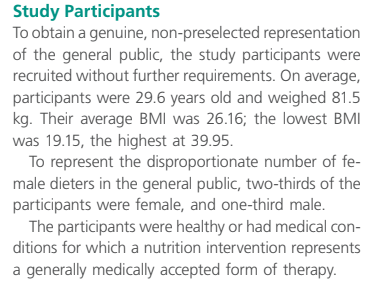 Study Participants
To obtain a genuine, non-preselected representation
of the general public, the study participants were
recruited without further requirements. On average,
participants were 29.6 years old and weighed 81.5
kg. Their average BMI was 26.16; the lowest BMI
was 19.15, the highest at 39.95.
To represent the disproportionate number of fe-
male dieters in the general public, two-thirds of the
participants were female, and one-third male.
The participants were healthy or had medical con-
ditions for which a nutrition intervention represents
a generally medically accepted form of therapy.